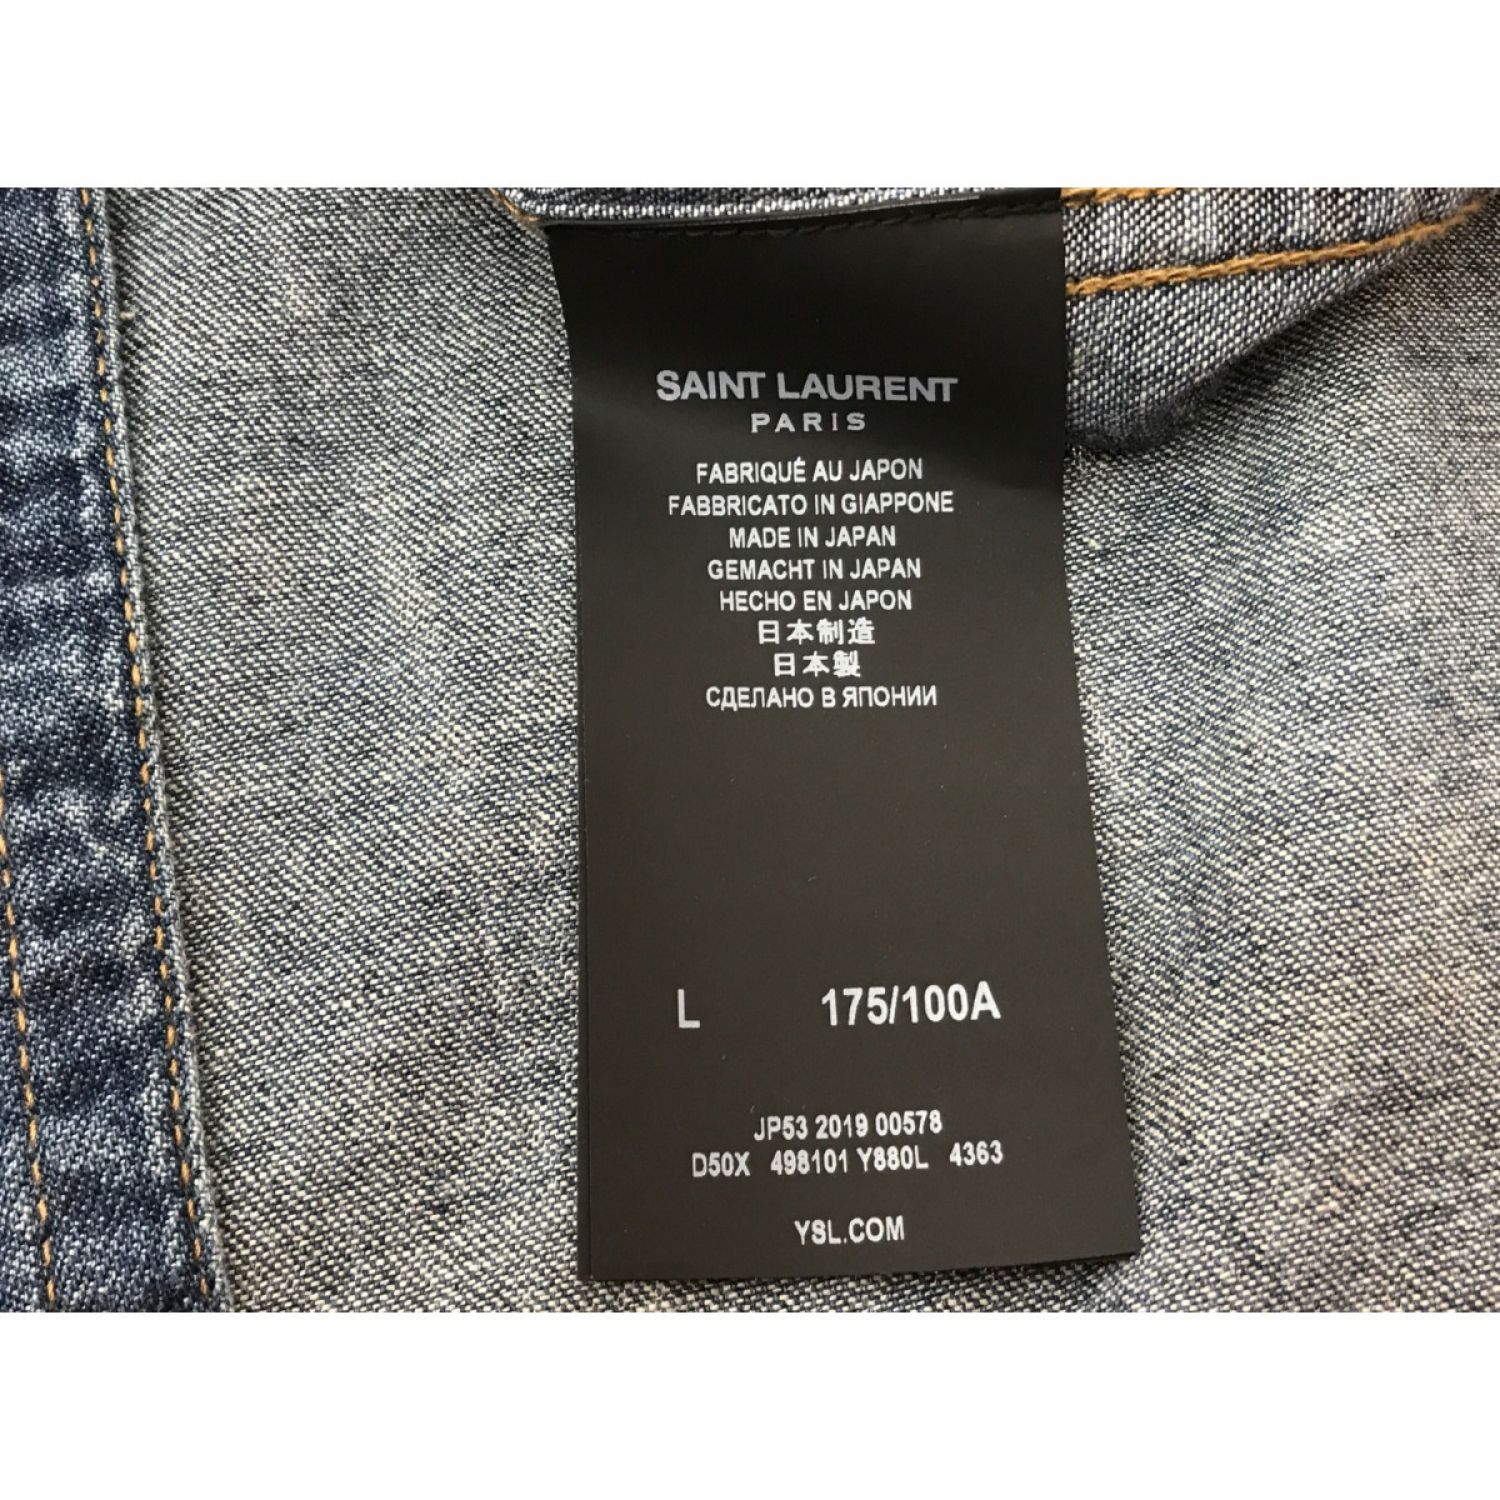 SAINT LAURENT
PARIS
FABRIQUÉ AU JAPON
FABBRICATO IN GIAPPONE
MADE IN JAPAN
GEMACHT IN JAPAN
HECHO EN JAPON
日本制造
日本製
СДЕЛАНО В ЯПОНИИ
L 175/100A
JP53 2019 00578
D50X 498101 Y880L 4363
YSL.COM